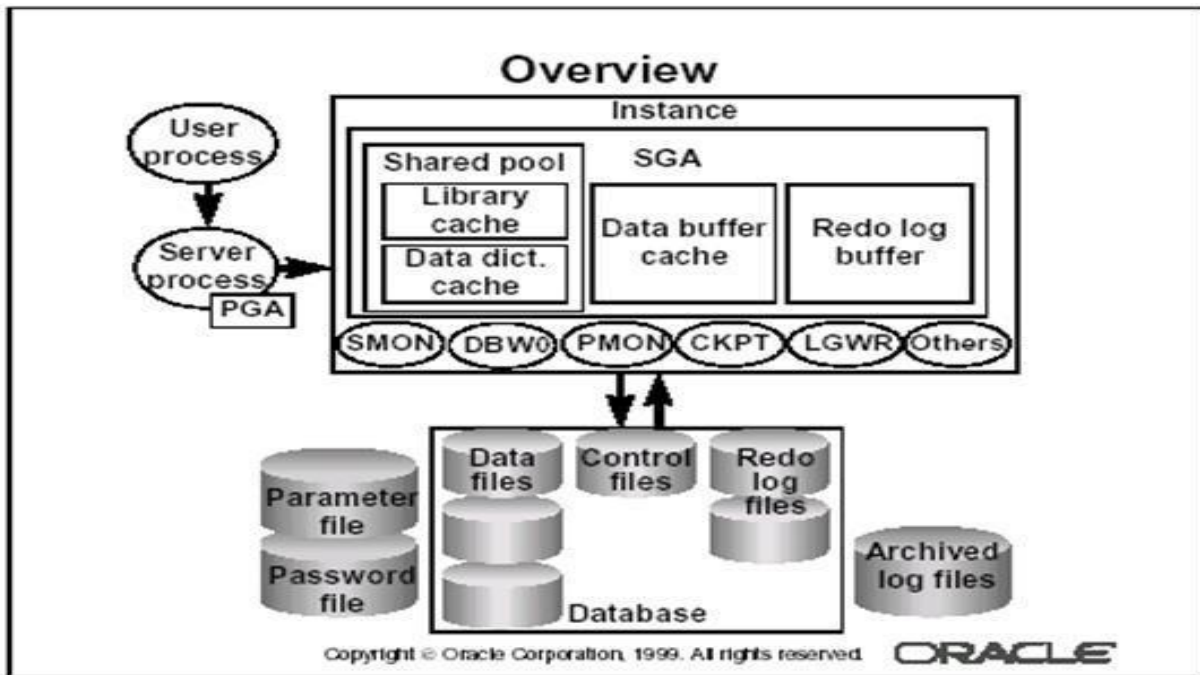 Overview
Instance
User
process
Shared pool
SGA
Library
cache
Data dict.
cache
Data buffer
cache
Redo log
buffer
Server
process
PGA
SMON
DBW0
PMON
CKPT
LGWR
Others
Data
files
Control
files
Redo
log
files
Parameter
file
Password
file
Archived
log files
Database
Copyright © Oracle Corporation, 1999. All rights reserved.
ORACLE